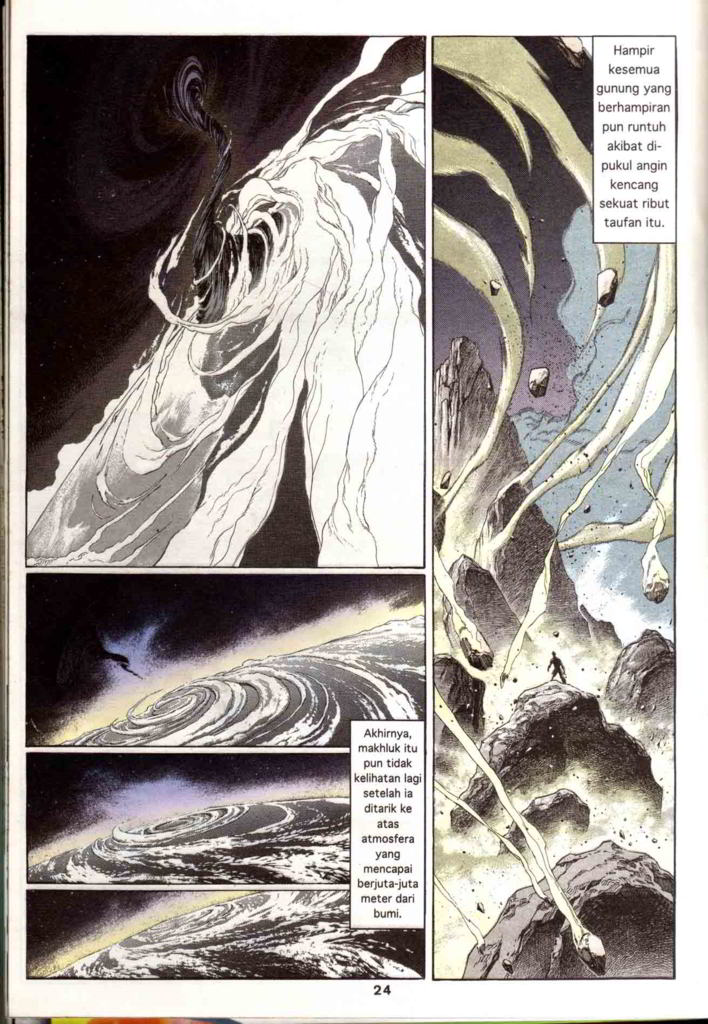 Hampir
kesemua
gunung yang
berhampiran
pun runtuh
akibat di-
pukul angin
kencang
sekuat ribut
taufan itu.
Akhirnya,
makhluk itu
pun tidak
kelihatan lagi
setelah ia
ditarik ke
atas
atmosfera
yang
mencapai
berjuta-juta
meter dari
bumi.
24